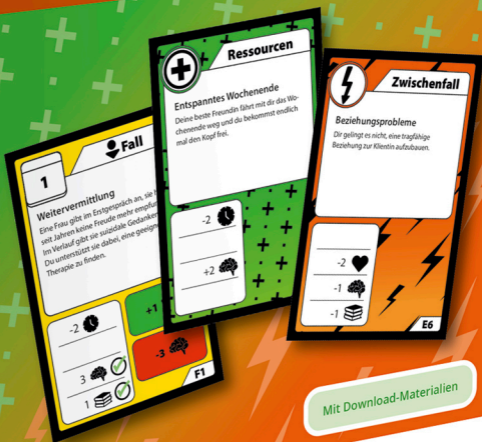 1
Fall
Weitervermittlung
Eine Frau gibt im Erstgespräch an, sie
seit Jahren keine Freude mehr
Im Verlauf gibt sie suizidale Gedanken
Du unterstützt sie dabei, eine
Therapie zu finden.
-2
3
1
+1
-3
F1
Ressourcen
Entspanntes Wochenende
Deine beste Freundin fährt mit dir das Wo-
chenende weg und du bekommst endlich
mal den Kopf frei.
-2
+2
Zwischenfall
Beziehungsprobleme
Dir gelingt es nicht, eine tragfähige
Beziehung zur Klientin aufzubauen.
-2
-1
-1
E6
Mit Download-Materialien